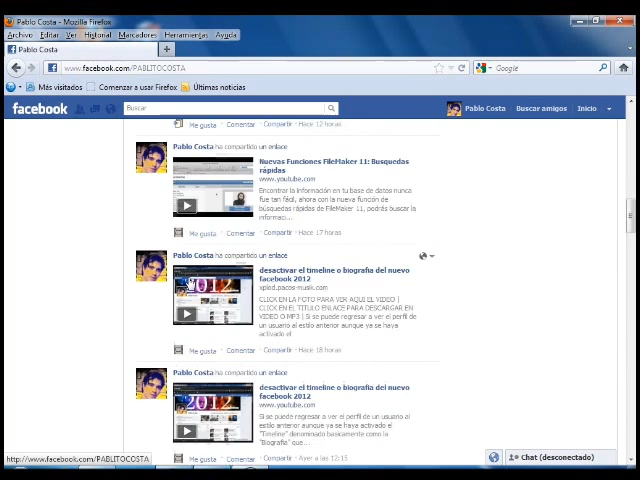 Pablo Costa - Mozilla Firefox
Archivo Editar Ver Historial Marcadores Herramientas Ayuda
Pablo Costa
www.facebook.com/PABLITOCOSTA
Google
Más visitados Comenzar a usar Firefox Últimas noticias
facebook Buscar Pablo Costa Buscar amigos Inicio
Me gusta · Comentar · Compartir · Hace 12 horas
Pablo Costa ha compartido un enlace
Nuevas Funciones FileMaker 11: Busquedas
rápidas
www.youtube.com
Encontrar la información en tu base de datos nunca
fue tan fácil, ahora con la nueva función de
búsquedas rápidas de FileMaker 11, podrás buscar la
informaci...
Me gusta · Comentar · Compartir · Hace 17 horas
Pablo Costa ha compartido un enlace
desactivar el timeline o biografia del nuevo
facebook 2012
xplod.pacos-musik.com
CLICK EN LA FOTO PARA VER AQUI EL VIDEO |
CLICK EN EL TITULO ENLACE PARA DESCARGAR EN
VIDEO O MP3 | Si se puede regresar a ver el perfil de
un usuario al estilo anterior aunque ya se haya
activado el
2012
Me gusta · Comentar · Compartir · Hace 18 horas
Pablo Costa ha compartido un enlace
desactivar el timeline o biografia del nuevo
facebook 2012
www.youtube.com
Si se puede regresar a ver el perfil de un usuario al
estilo anterior aunque ya se haya activado el
"Timeline" denominado basicamente como la
"Biografia" que...
2012
Me gusta · Comentar · Compartir · Ayer a las 12:15
http://www.facebook.com/PABLITOCOSTA
Chat (desconectado)